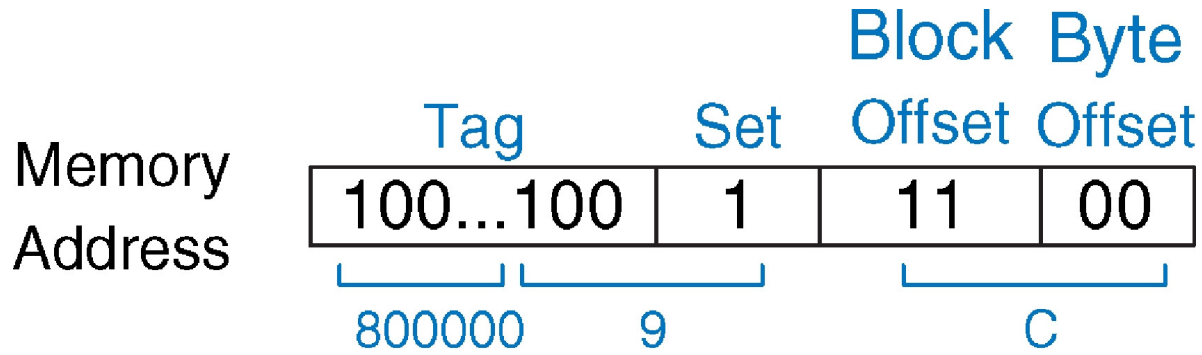 Block Byte
Tag Set Offset Offset
Memory
Address
100...100 1 11 00
800000 9 C